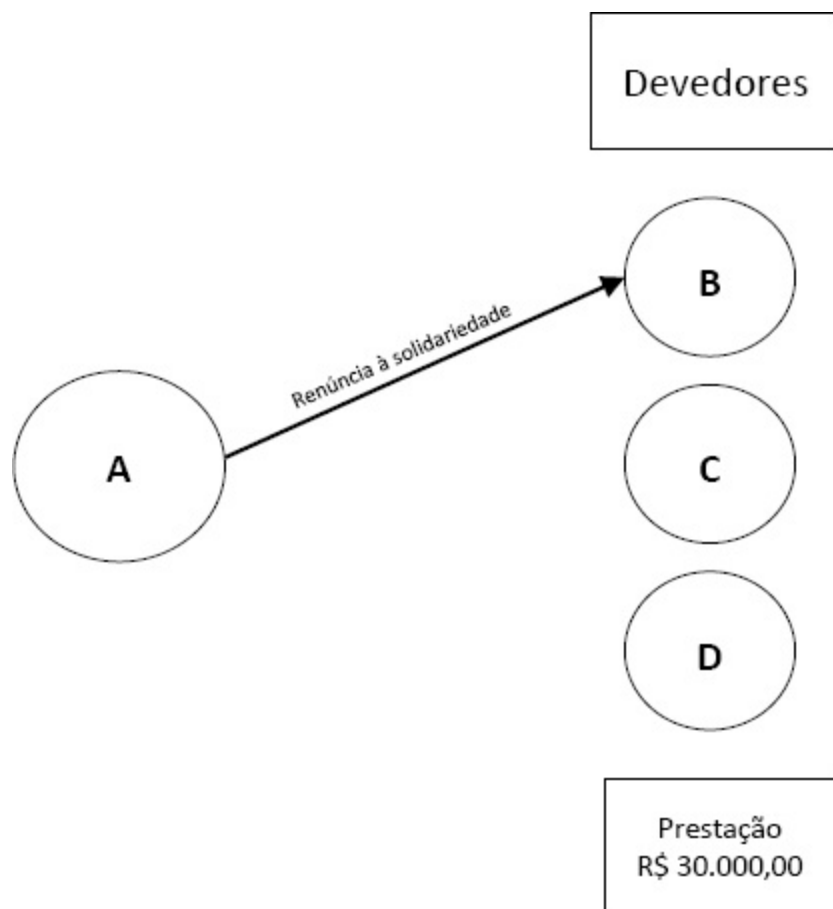 Devedores
B
Renúncia à solidariedade
A
C
D
Prestação
R$ 30.000,00